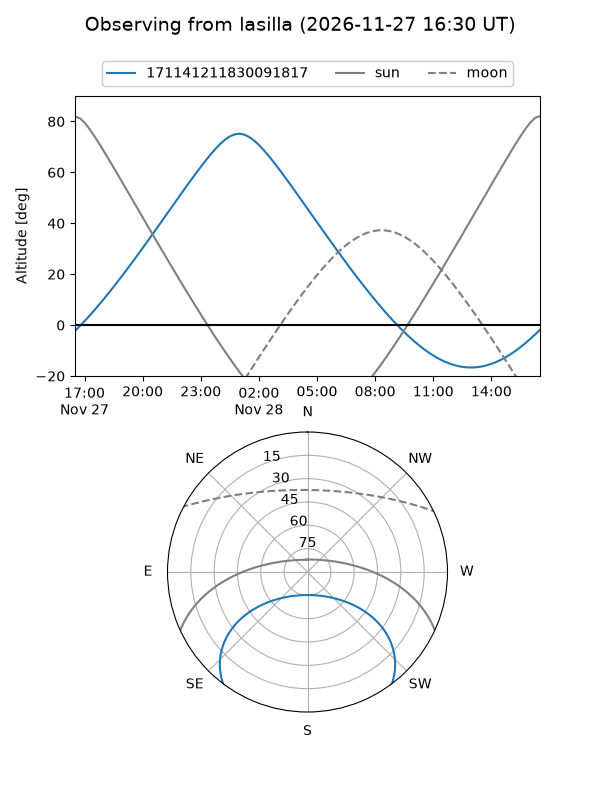 Observing from lasilla (2026-11-27 16:30 UT)
171141211830091817 sun moon
Altitude [deg]
80
60
40
20
0
−20
17:00 20:00 23:00 02:00 05:00 08:00 11:00 14:00
Nov 27 Nov 28
N
NE NW
15
30
45
60
75
E W
SE SW
S